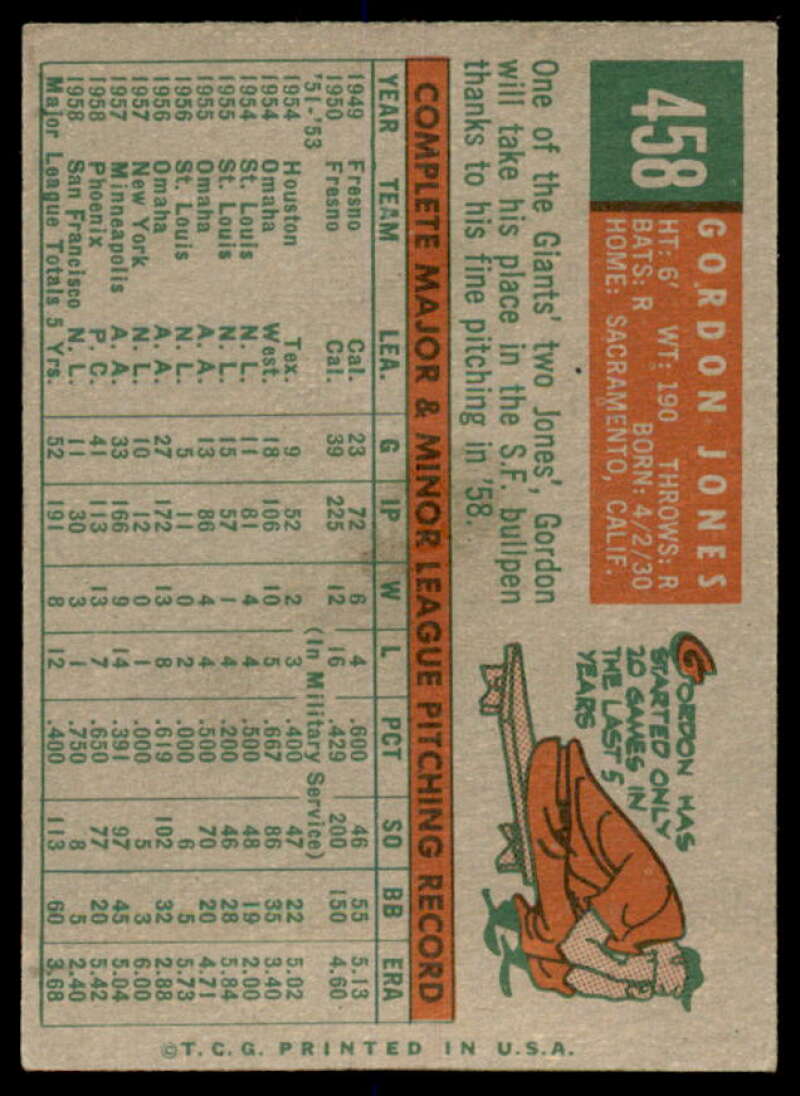 458
GORDON JONES
HT: 6' WT: 190 THROWS: R
BATS: R BORN: 4/2/30
HOME: SACRAMENTO, CALIF.
One of the Giants' two Jones', Gordon
will take his place in the S.F. bullpen
thanks to his fine pitching in '58.
GORDON HAS
STARTED ONLY
20 GAMES IN
THE LAST 5
YEARS
COMPLETE MAJOR & MINOR LEAGUE PITCHING RECORD
YEAR TEAM LEA. G IP W L PCT SO BB ERA
1949 Fresno Cal. 23 72 6 4 .600 46 55 5.13
1950 Fresno Cal. 39 225 12 16 .429 200 150 4.60
'51-'53 (In Military Service)
1954 Houston Tex. 9 52 2 3 .400 47 22 5.02
1954 Omaha West. 18 106 10 5 .667 86 35 3.40
1954 St. Louis N. L. 11 81 4 4 .500 48 19 2.00
1955 St. Louis N. L. 15 57 1 4 .200 46 28 5.84
1955 Omaha A. A. 13 86 4 4 .500 70 20 4.71
1956 St. Louis N. L. 5 11 0 2 .000 6 5 5.73
1956 Omaha A. A. 27 172 13 8 .619 102 32 2.88
1957 New York N. L. 10 12 0 1 .000 5 3 6.00
1957 Minneapolis A. A. 33 166 9 14 .391 97 45 5.04
1958 Phoenix P. C. 41 113 13 7 .650 77 20 5.42
1958 San Francisco N. L. 11 30 3 1 .750 8 5 2.40
Major League Totals 5 Yrs. 52 191 8 12 .400 113 60 3.68
©T.C.G. PRINTED IN U.S.A.